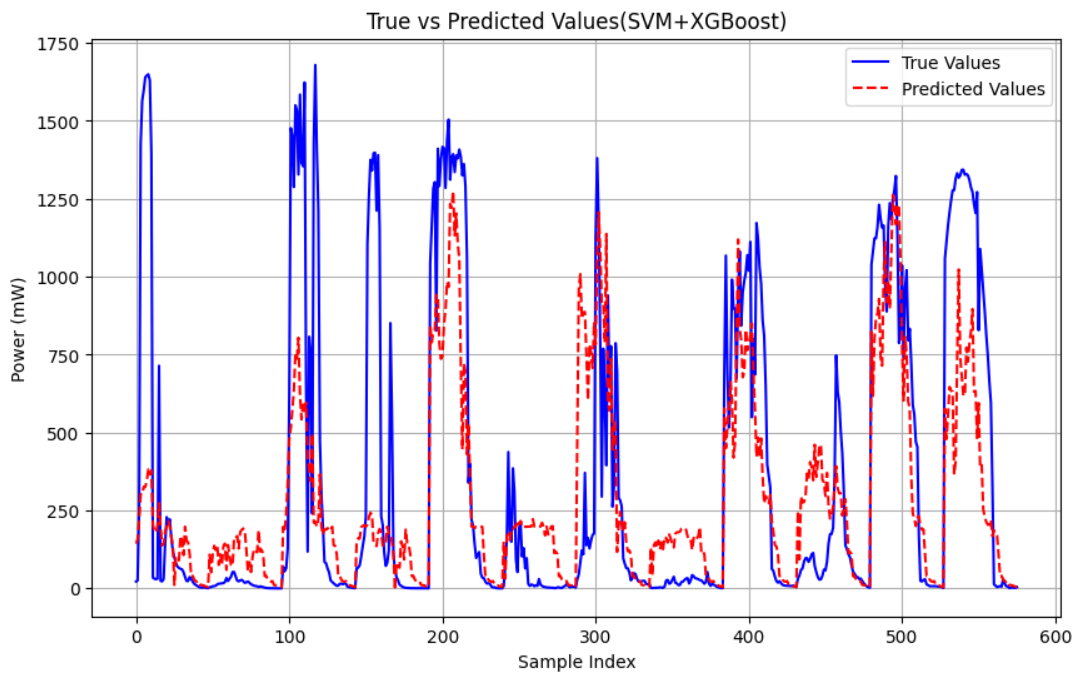 True vs Predicted Values(SVM+XGBoost)
True Values
Predicted Values
Power (mW)
1750
1500
1250
1000
750
500
250
0
0 100 200 300 400 500 600
Sample Index